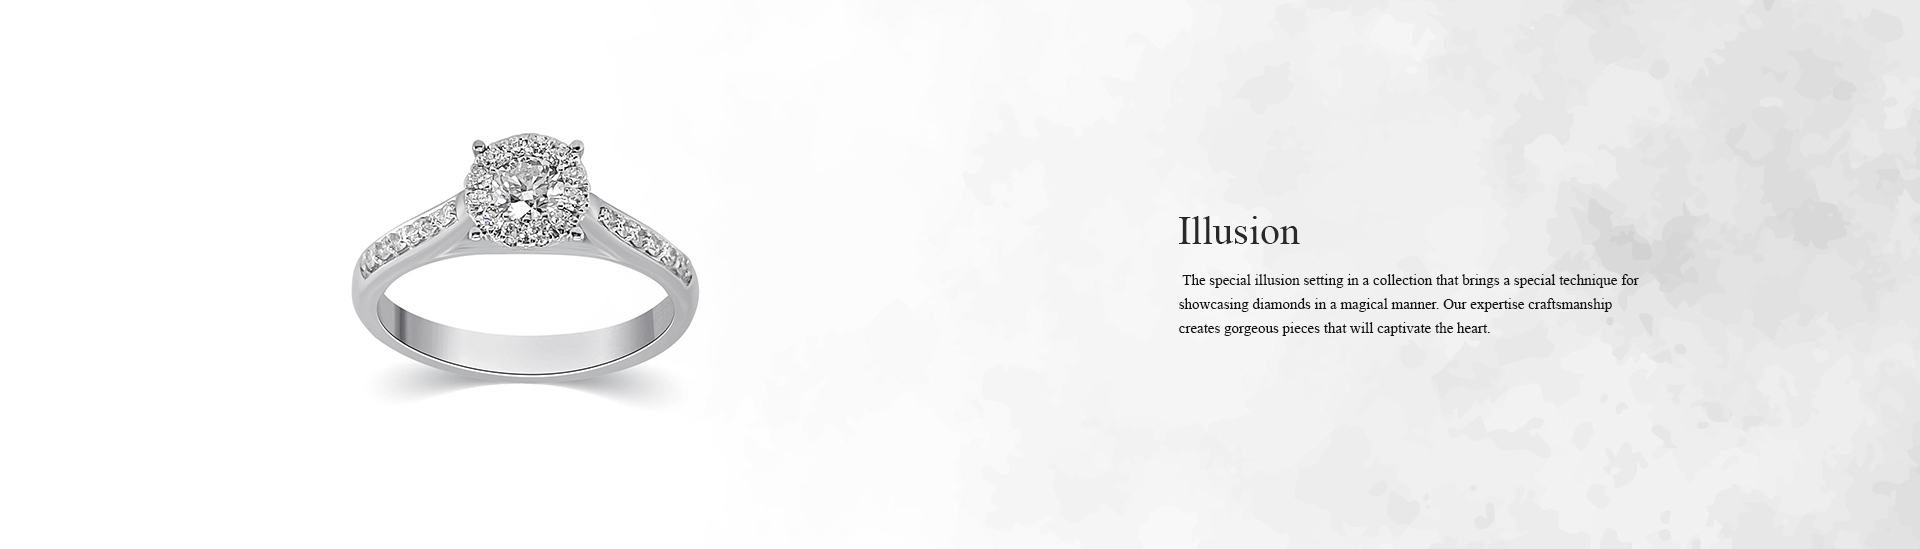 Illusion
The special illusion setting in a collection that brings a special technique for
showcasing diamonds in a magical manner. Our expertise craftsmanship
creates gorgeous pieces that will captivate the heart.